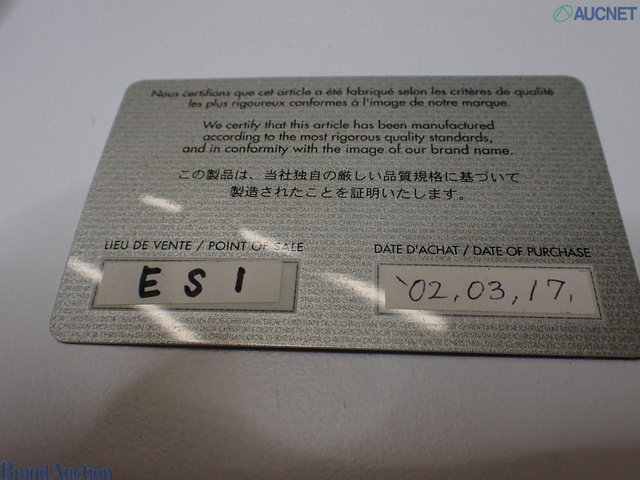 AUCNET
Nous certifions que cet article a été fabriqué selon les critères de qualité
les plus rigoureux conformes à l'image de notre marque.
We certify that this article has been manufactured
according to the most rigorous quality standards,
and in conformity with the image of our brand name.
この製品は、当社独自の厳しい品質規格に基づいて
製造されたことを証明いたします。
LIEU DE VENTE / POINT OF SALE
DATE D'ACHAT / DATE OF PURCHASE
ESI
'02.03.17.
Brand Auction